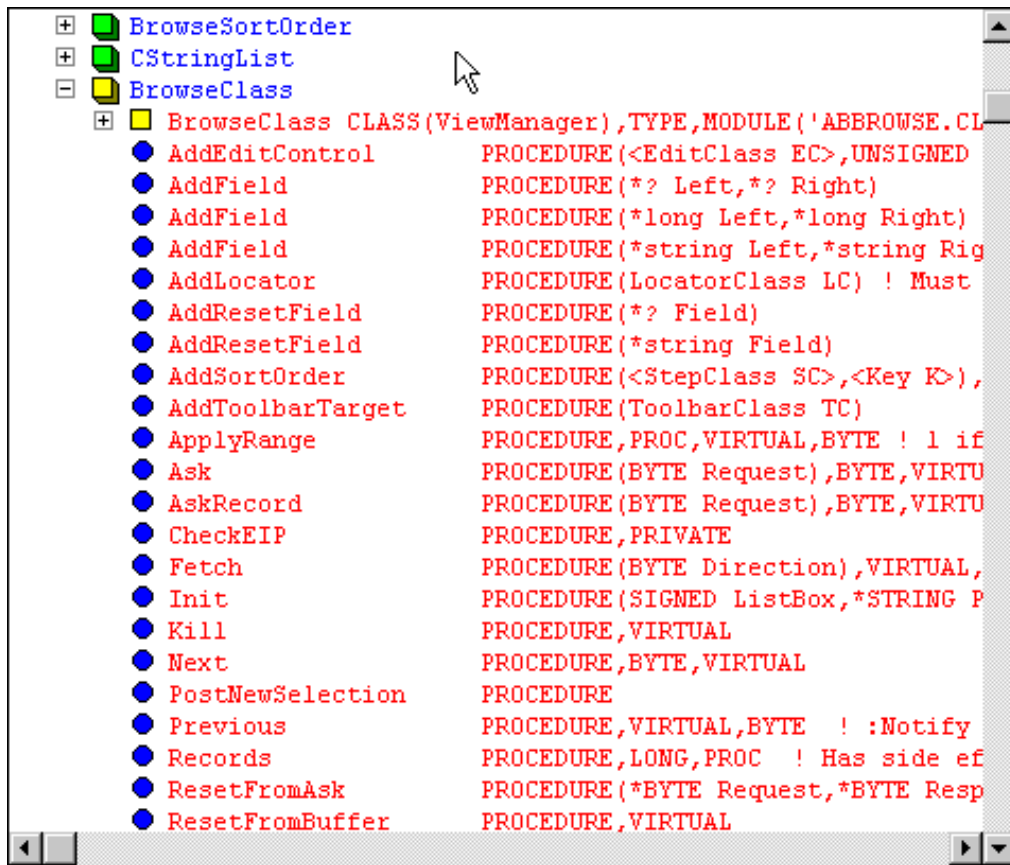 BrowseSortOrder
CStringList
BrowseClass
BrowseClass CLASS(ViewManager),TYPE,MODULE('ABBROWSE.CL
AddEditControl PROCEDURE(<EditClass EC>,UNSIGNED
AddField PROCEDURE(*? Left,*? Right)
AddField PROCEDURE(*long Left,*long Right)
AddField PROCEDURE(*string Left,*string Rig
AddLocator PROCEDURE(LocatorClass LC) ! Must
AddResetField PROCEDURE(*? Field)
AddResetField PROCEDURE(*string Field)
AddSortOrder PROCEDURE(<StepClass SC>,<Key K>),
AddToolbarTarget PROCEDURE(ToolbarClass TC)
ApplyRange PROCEDURE,PROC,VIRTUAL,BYTE ! 1 if
Ask PROCEDURE(BYTE Request),BYTE,VIRTU
AskRecord PROCEDURE(BYTE Request),BYTE,VIRTU
CheckEIP PROCEDURE,PRIVATE
Fetch PROCEDURE(BYTE Direction),VIRTUAL,
Init PROCEDURE(SIGNED ListBox,*STRING P
Kill PROCEDURE,VIRTUAL
Next PROCEDURE,BYTE,VIRTUAL
PostNewSelection PROCEDURE
Previous PROCEDURE,VIRTUAL,BYTE ! :Notify
Records PROCEDURE,LONG,PROC ! Has side ef
ResetFromAsk PROCEDURE(*BYTE Request,*BYTE Resp
ResetFromBuffer PROCEDURE,VIRTUAL